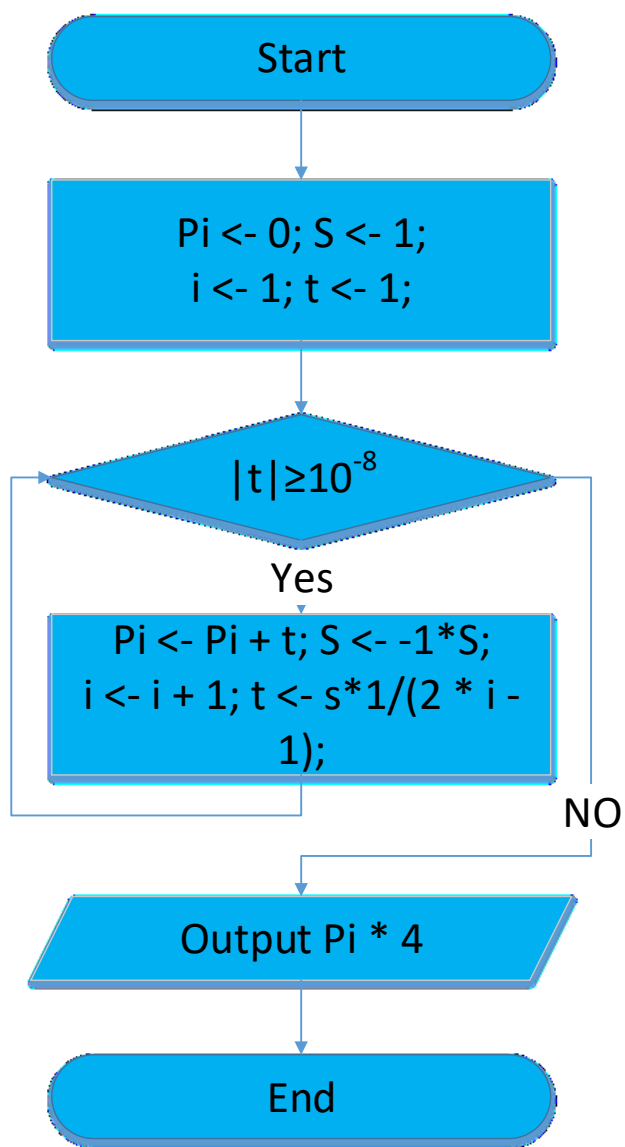 Start
Pi <- 0; S <- 1;
i <- 1; t <- 1;
|t|≥10⁻⁸
Yes
Pi <- Pi + t; S <- -1*S;
i <- i + 1; t <- s*1/(2 * i -
1);
NO
Output Pi * 4
End